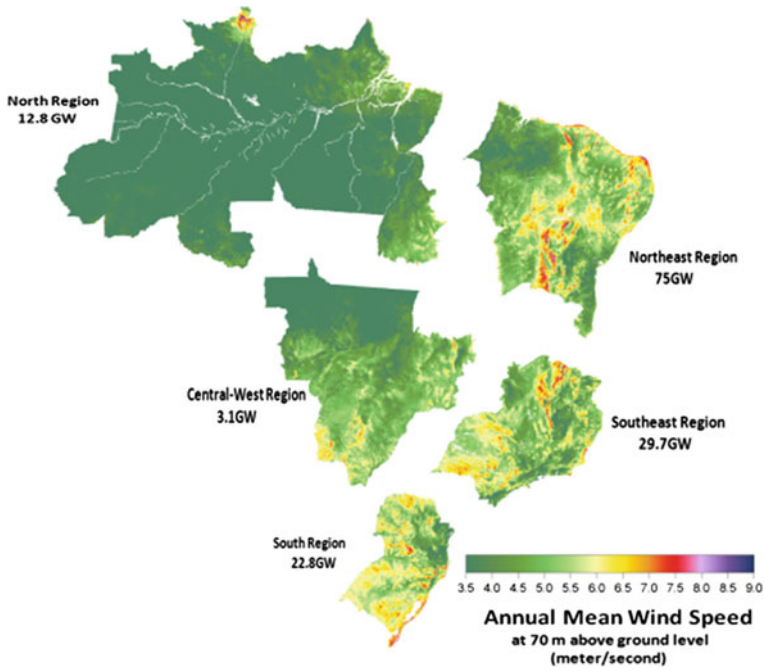 North Region
12.8 GW
Northeast Region
75GW
Central-West Region
3.1GW
Southeast Region
29.7GW
South Region
22.8GW
3.5 4.0 4.5 5.0 5.5 6.0 6.5 7.0 7.5 8.0 8.5 9.0
Annual Mean Wind Speed
at 70 m above ground level
(meter/second)